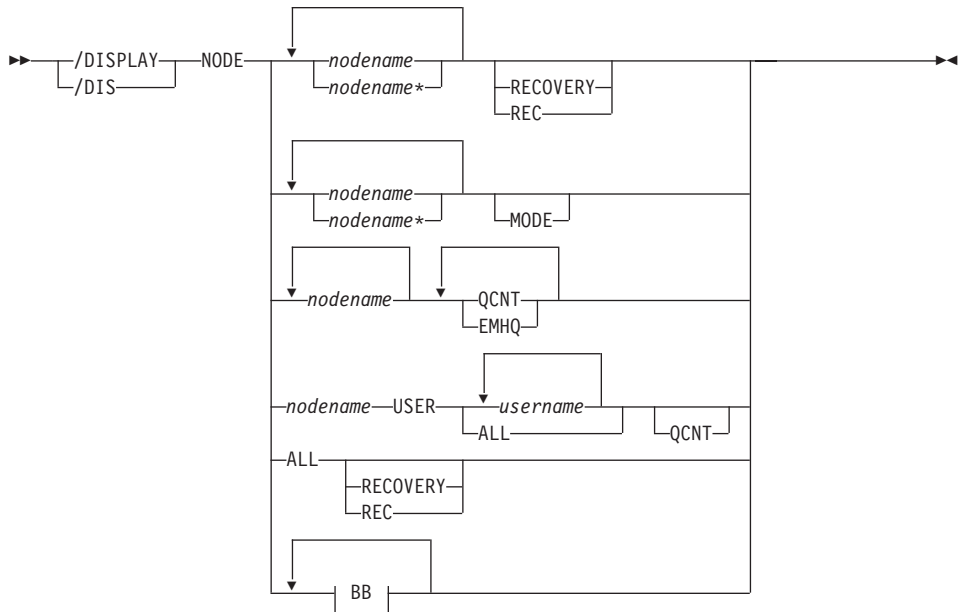 /DISPLAY NODE nodename
/DIS nodename* RECOVERY
REC
nodename
nodename* MODE
nodename QCNT
EMHQ
nodename USER username
ALL QCNT
ALL
RECOVERY
REC
BB